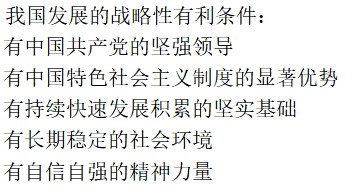 我国发展的战略性有利条件：
有中国共产党的坚强领导
有中国特色社会主义制度的显著优势
有持续快速发展积累的坚实基础
有长期稳定的社会环境
有自信自强的精神力量